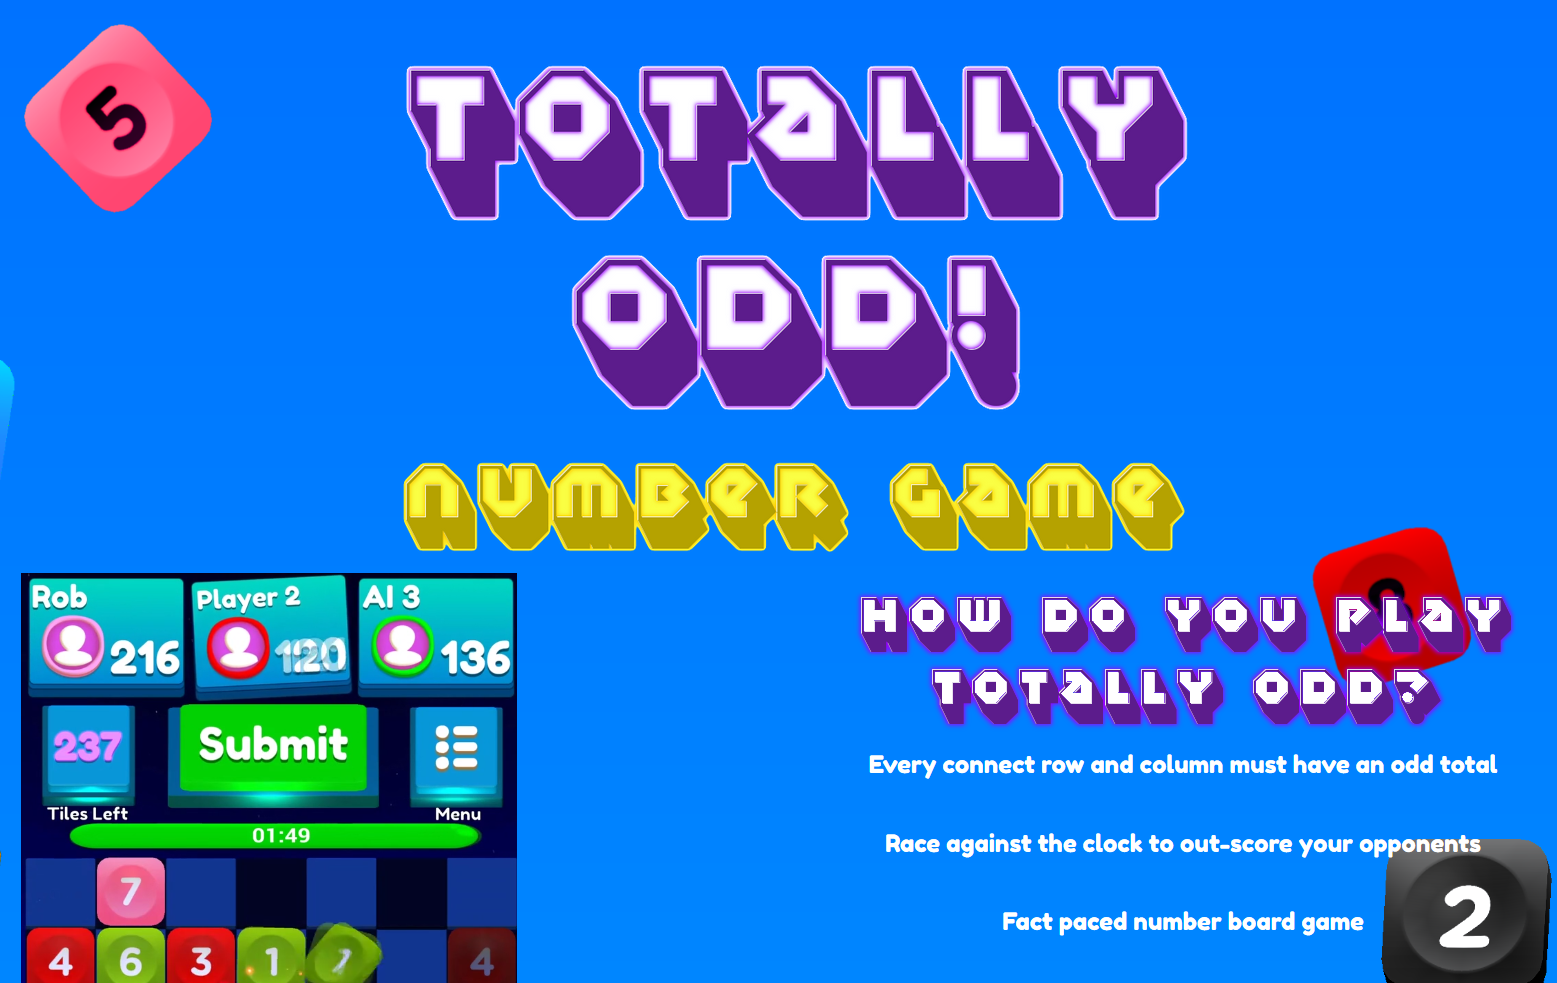 5
TOTALLY
ODD!
NUMBER GAME
Rob
216
Player 2
AI 3
136
237
Submit
Tiles Left
Menu
01:49
7
4 6 3 1 4
HOW DO YOU PLAY
TOTALLY ODD?
Every connect row and column must have an odd total
Race against the clock to out-score your opponents
Fact paced number board game
2